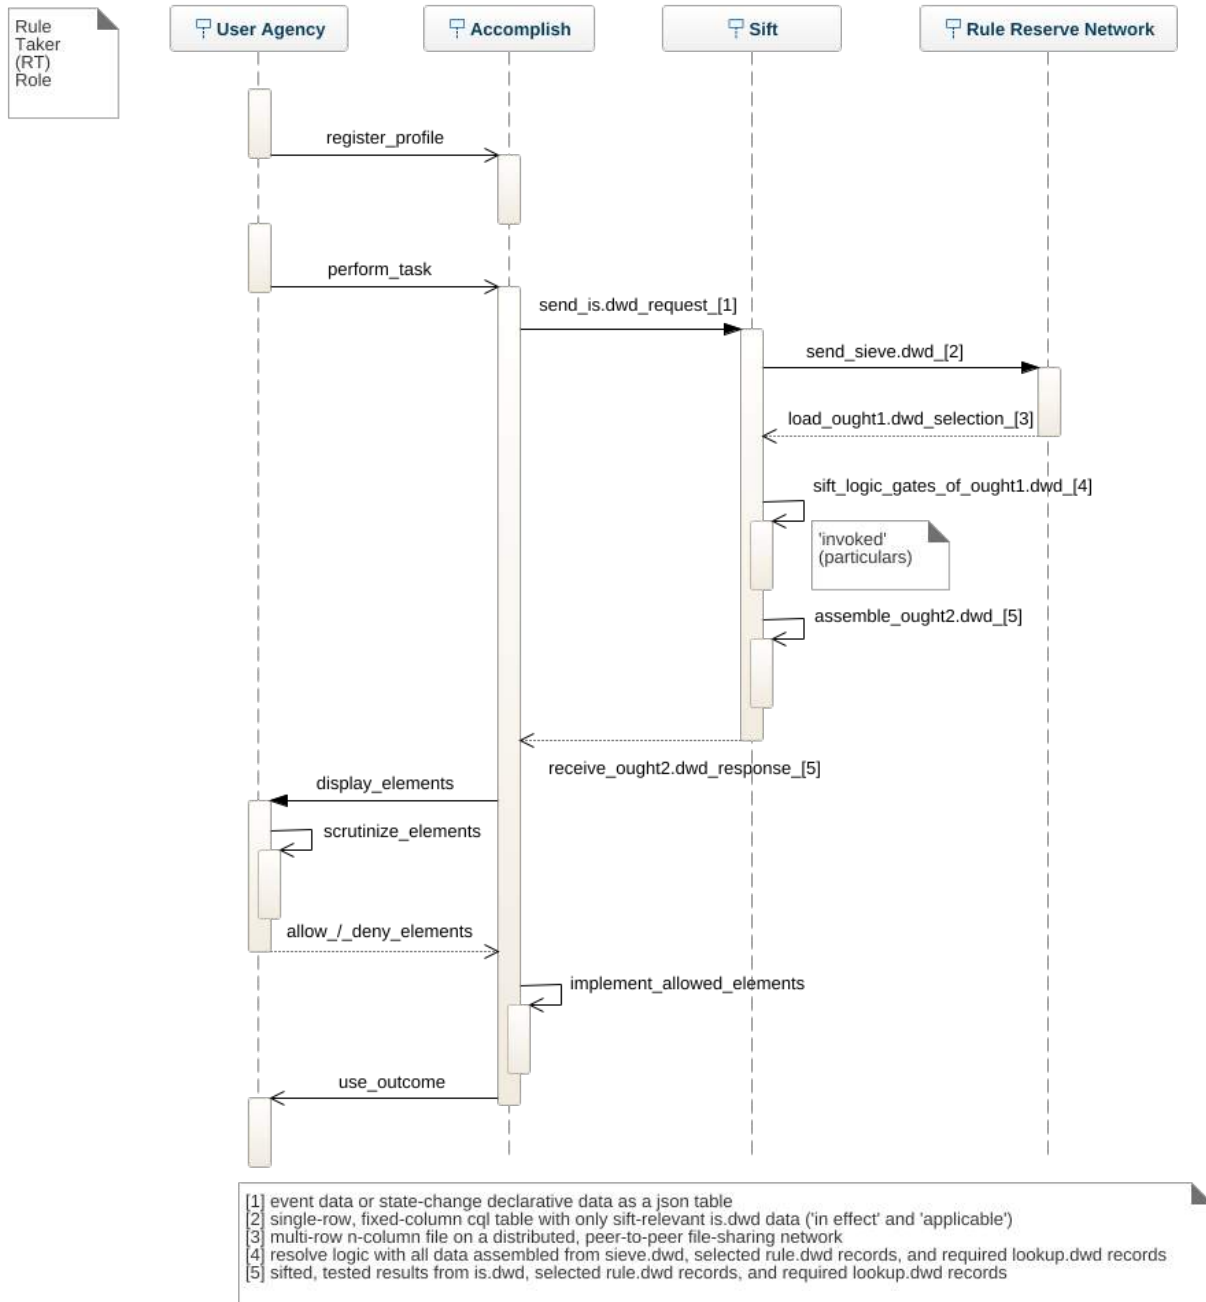 Rule
Taker
(RT)
Role
User Agency
Accomplish
Sift
Rule Reserve Network
register_profile
perform_task
send_is.dwd_request_[1]
send_sieve.dwd_[2]
load_ought1.dwd_selection_[3]
sift_logic_gates_of_ought1.dwd_[4]
'invoked'
(particulars)
assemble_ought2.dwd_[5]
receive_ought2.dwd_response_[5]
display_elements
scrutinize_elements
allow_/_deny_elements
implement_allowed_elements
use_outcome
[1] event data or state-change declarative data as a json table
[2] single-row, fixed-column cql table with only sift-relevant is.dwd data ('in effect' and 'applicable')
[3] multi-row n-column file on a distributed, peer-to-peer file-sharing network
[4] resolve logic with all data assembled from sieve.dwd, selected rule.dwd records, and required lookup.dwd records
[5] sifted, tested results from is.dwd, selected rule.dwd records, and required lookup.dwd records